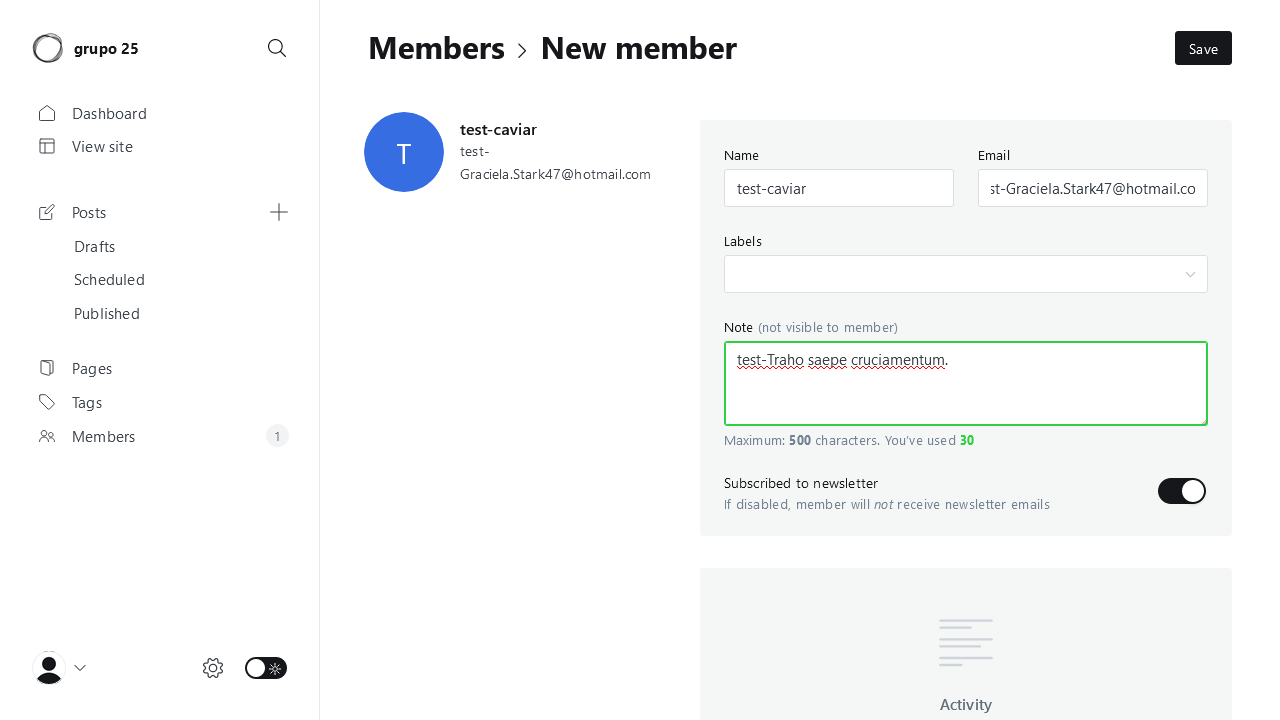 grupo 25
Dashboard
View site
Posts
Drafts
Scheduled
Published
Pages
Tags
Members 1
Members > New member
Save
T
test-caviar
test-
Graciela.Stark47@hotmail.com
Name
test-caviar
Email
st-Graciela.Stark47@hotmail.co
Labels
Note (not visible to member)
test-Traho saepe cruciamentum.
Maximum: 500 characters. You've used 30
Subscribed to newsletter
If disabled, member will not receive newsletter emails
Activity